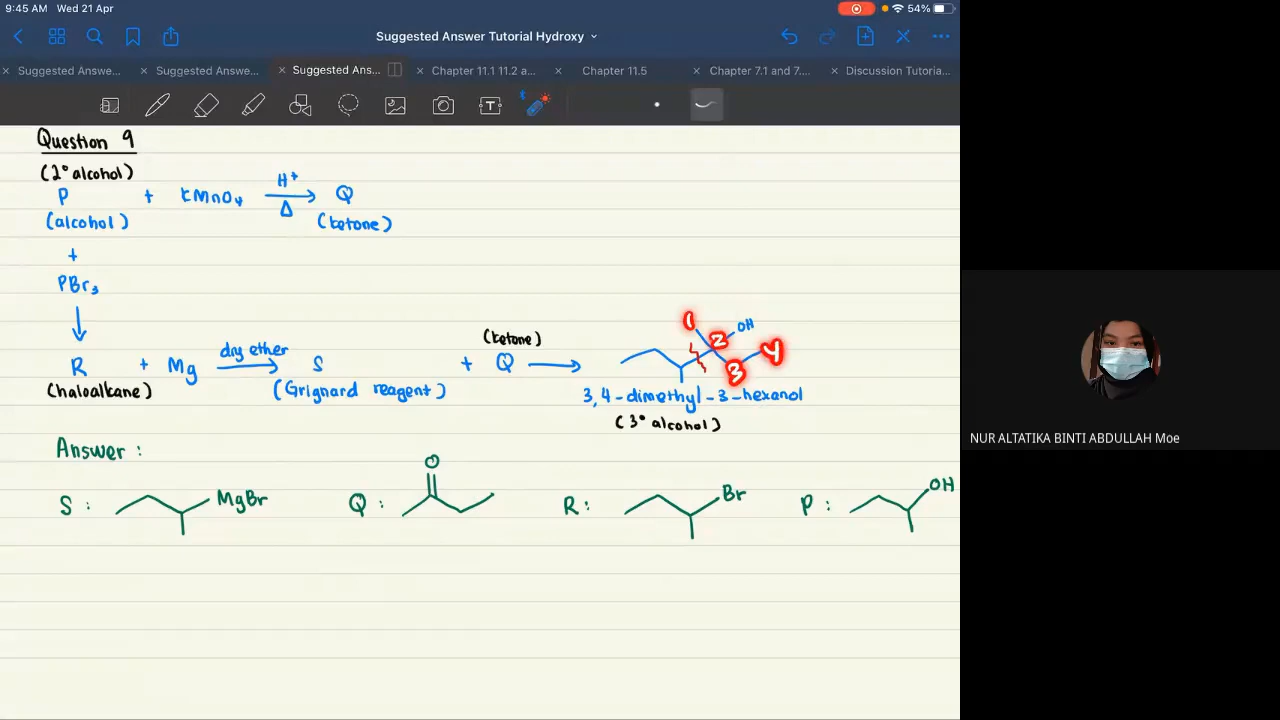 9:45 AM Wed 21 Apr
54%
Suggested Answer Tutorial Hydroxy
Suggested Answe...
Suggested Answe...
Suggested Ans...
Chapter 11.1 11.2 a...
Chapter 11.5
Chapter 7.1 and 7....
Discussion Tutoria...
Question 9
(2° alcohol)
P + KMnO4 H+ Δ Q
(alcohol) (ketone)
+
PBr3
R + Mg dry ether S + Q (ketone)
(haloalkane) (Grignard reagent)
1 2 OH 3 4
3,4-dimethyl-3-hexanol
(3° alcohol)
Answer :
S : MgBr Q : O R : Br P : OH
NUR ALTATIKA BINTI ABDULLAH Moe